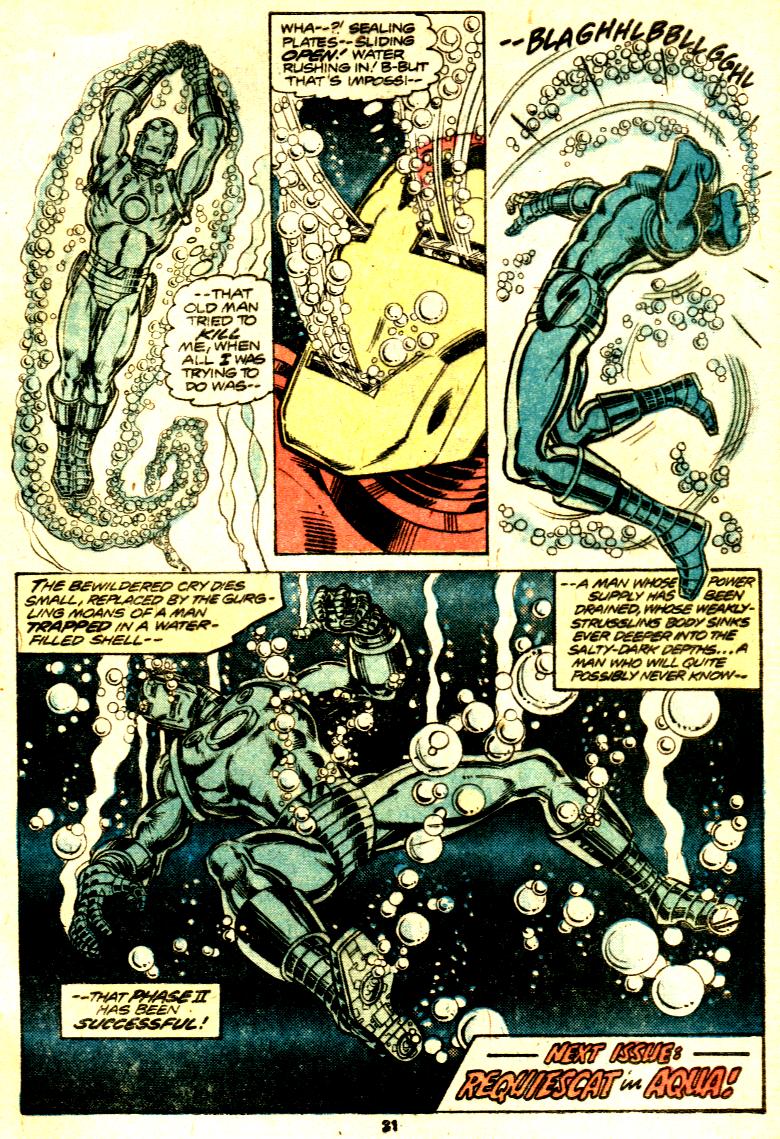 --THAT
OLD MAN
TRIED TO
KILL
ME, WHEN
ALL I WAS
TRYING TO
DO WAS--
WHA--?! SEALING
PLATES--SLIDING
OPEN! WATER
RUSHING IN! B-BUT
THAT'S IMPOSSI--
--BLAGHHLBBLLGGHL
THE BEWILDERED CRY DIES
SMALL, REPLACED BY THE GURG-
LING MOANS OF A MAN
TRAPPED IN A WATER-
FILLED SHELL--
--A MAN WHOSE POWER
SUPPLY HAS BEEN
DRAINED, WHOSE WEAKLY-
STRUGGLING BODY SINKS
EVER DEEPER INTO THE
SALTY-DARK DEPTHS... A
MAN WHO WILL QUITE
POSSIBLY NEVER KNOW--
--THAT PHASE II
HAS BEEN
SUCCESSFUL!
NEXT ISSUE:
REQUIESCAT in AQUA!
31